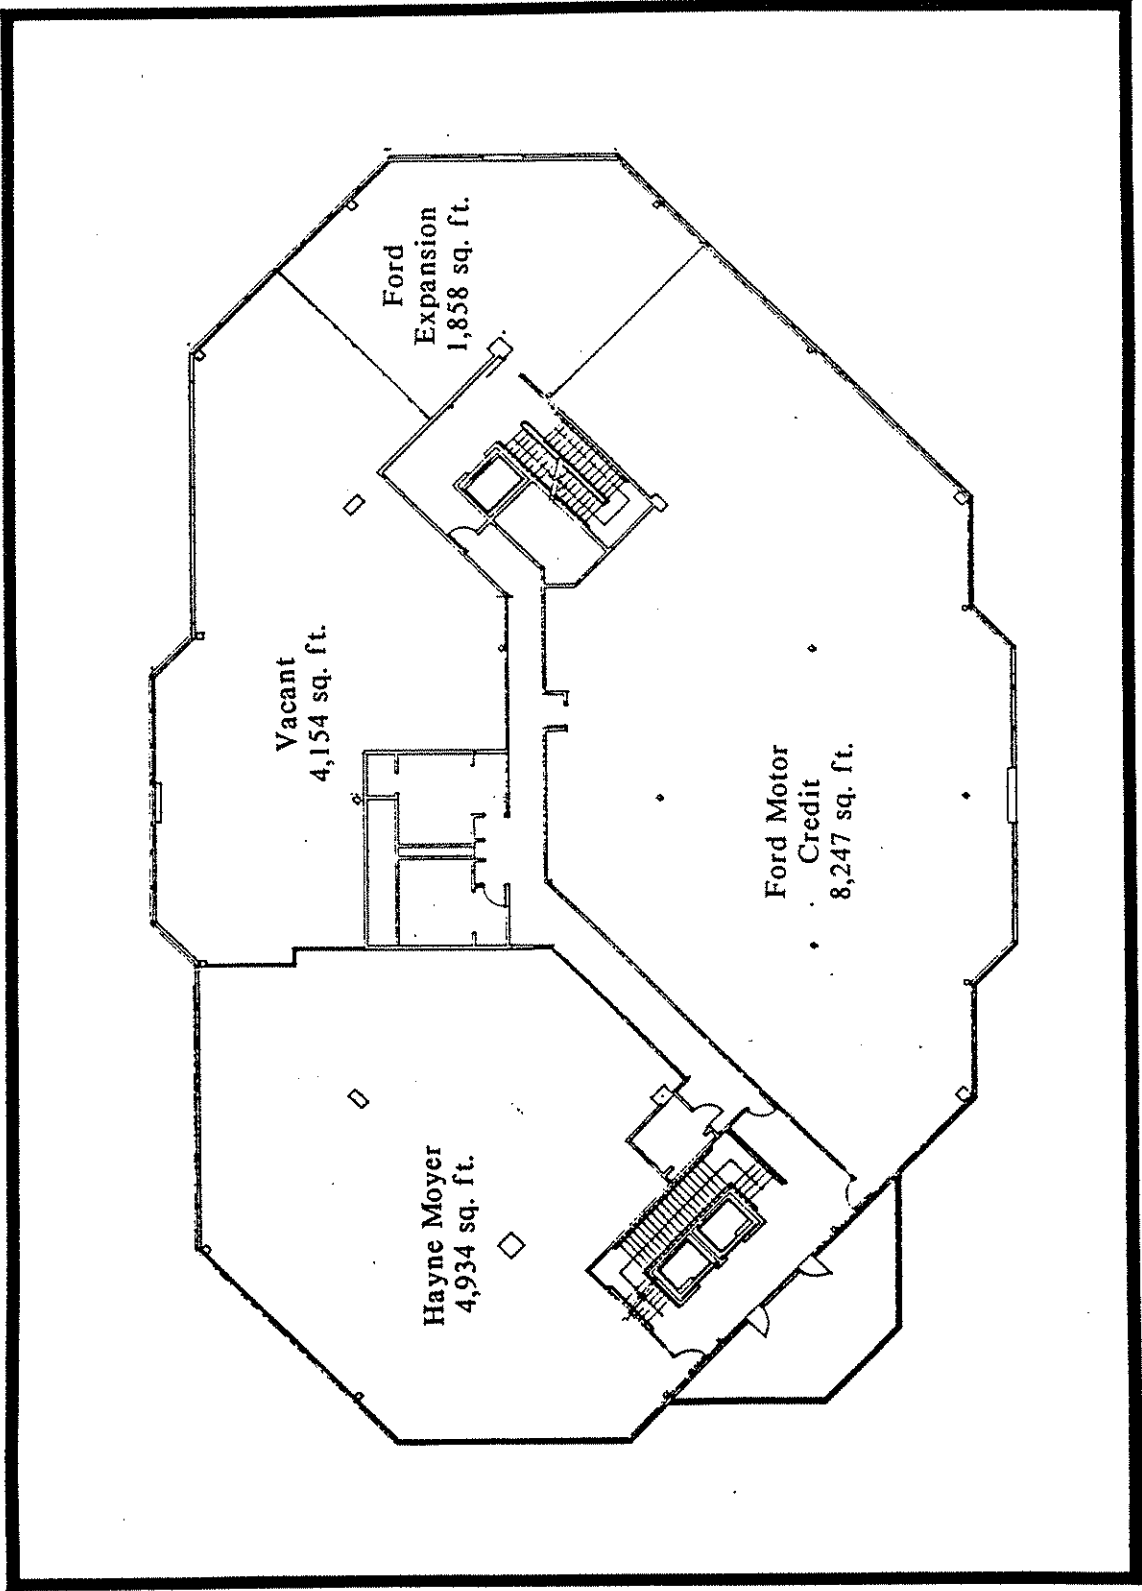 Hayne Moyer
4,934 sq. ft.
Vacant
4,154 sq. ft.
Ford
Expansion
1,858 sq. ft.
Ford Motor
Credit
8,247 sq. ft.